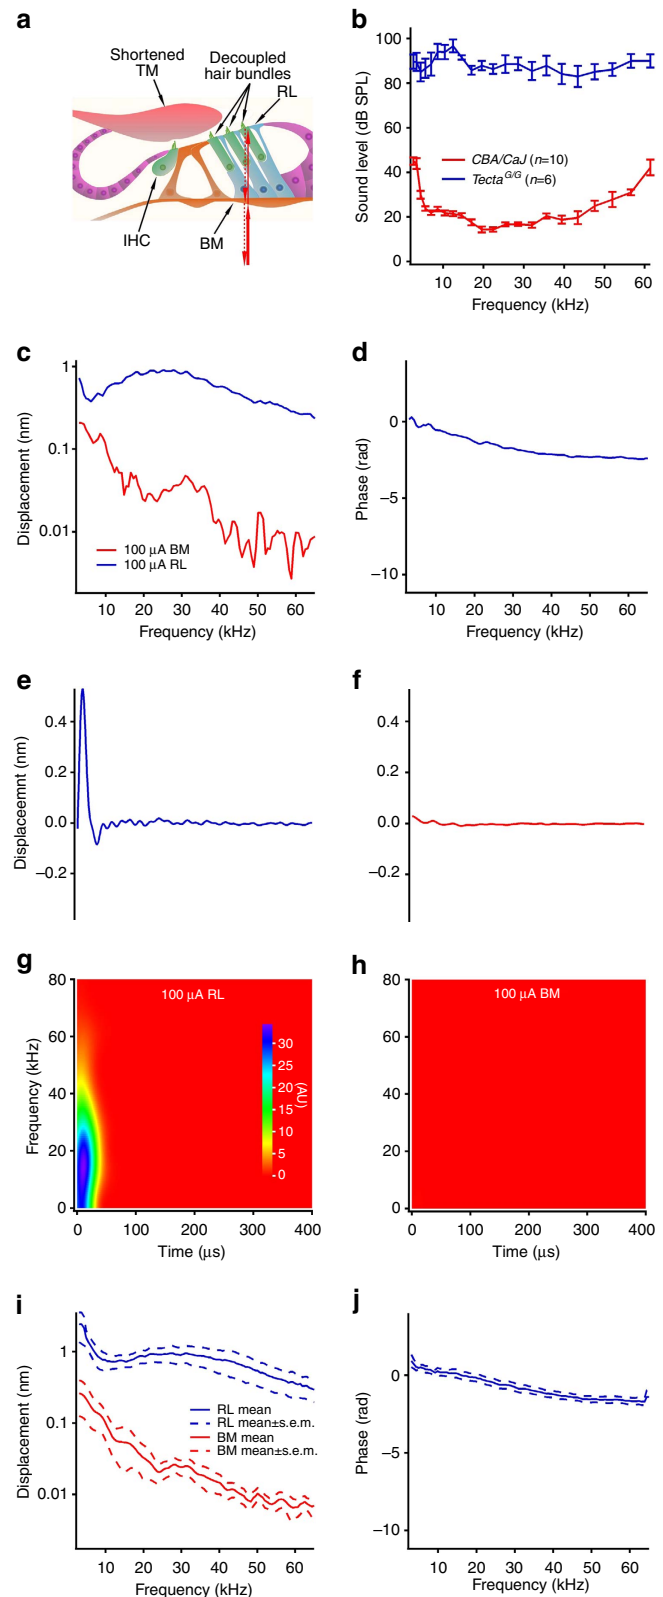 a
Shortened
TM
Decoupled
hair bundles
RL
IHC
BM
b
Sound level (dB SPL)
100
80
60
40
20
0
CBA/CaJ (n=10)
Tecta^G/G (n=6)
10 20 30 40 50 60
Frequency (kHz)
c
Displacement (nm)
1
0.1
0.01
100 μA BM
100 μA RL
10 20 30 40 50 60
Frequency (kHz)
d
Phase (rad)
0
−5
−10
10 20 30 40 50 60
Frequency (kHz)
e
Displaceemnt (nm)
0.4
0.2
0.0
−0.2
f
0.4
0.2
0.0
−0.2
g
Frequency (kHz)
80
60
40
20
0
100 μA RL
30
25
20
15
10
5
0
(AU)
0 100 200 300 400
Time (μs)
h
80
60
40
20
0
100 μA BM
0 100 200 300 400
Time (μs)
i
Displacement (nm)
1
0.1
0.01
RL mean
RL mean±s.e.m.
BM mean
BM mean±s.e.m.
10 20 30 40 50 60
Frequency (kHz)
j
Phase (rad)
0
−5
−10
10 20 30 40 50 60
Frequency (kHz)